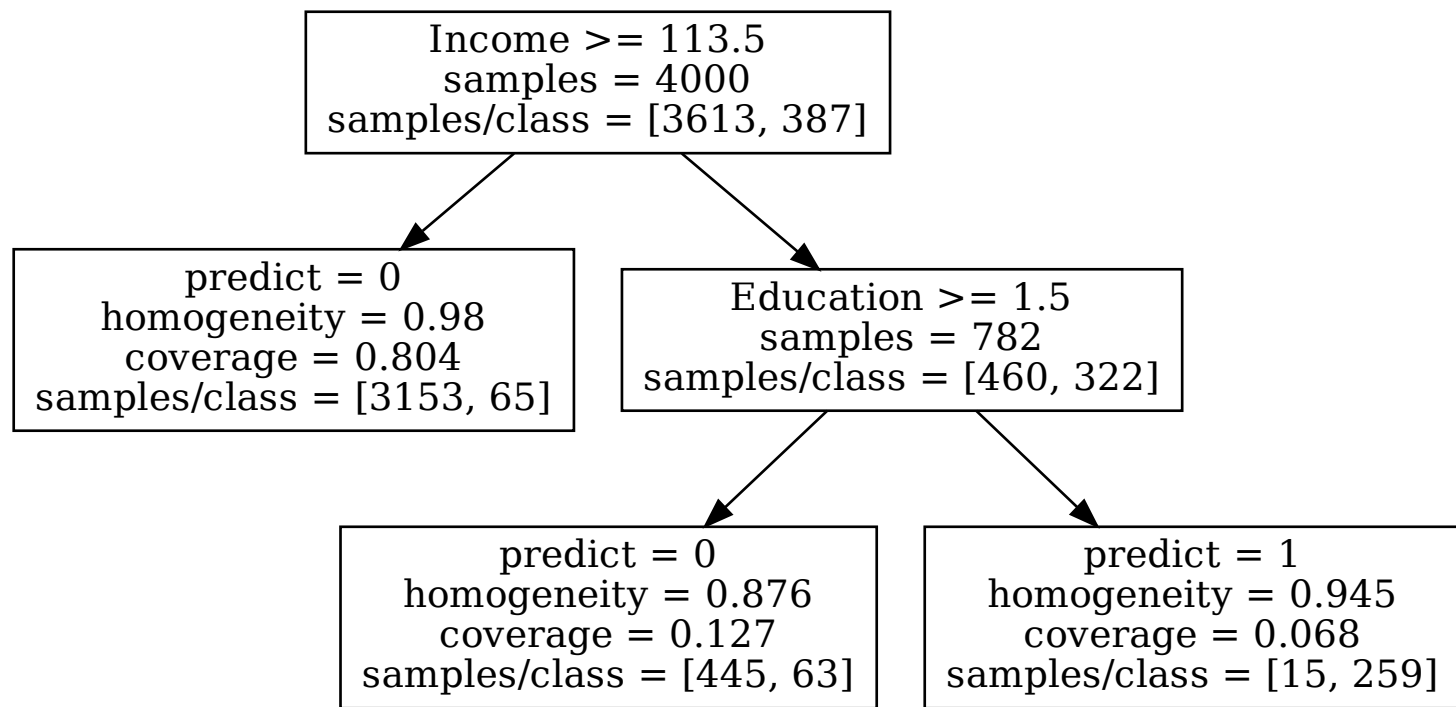 Income >= 113.5
samples = 4000
samples/class = [3613, 387]
predict = 0
homogeneity = 0.98
coverage = 0.804
samples/class = [3153, 65]
Education >= 1.5
samples = 782
samples/class = [460, 322]
predict = 0
homogeneity = 0.876
coverage = 0.127
samples/class = [445, 63]
predict = 1
homogeneity = 0.945
coverage = 0.068
samples/class = [15, 259]